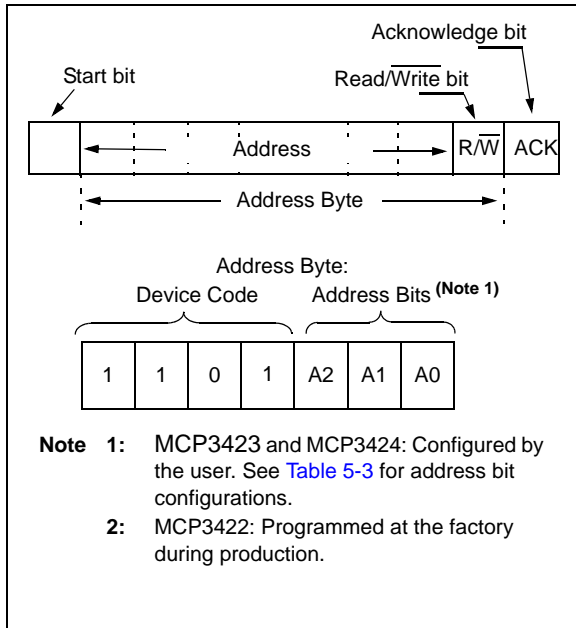 Acknowledge bit
Start bit
Read/Write bit
Address R/W ACK
Address Byte
Address Byte:
Device Code Address Bits (Note 1)
1 1 0 1 A2 A1 A0
Note 1: MCP3423 and MCP3424: Configured by
the user. See Table 5-3 for address bit
configurations.
2: MCP3422: Programmed at the factory
during production.